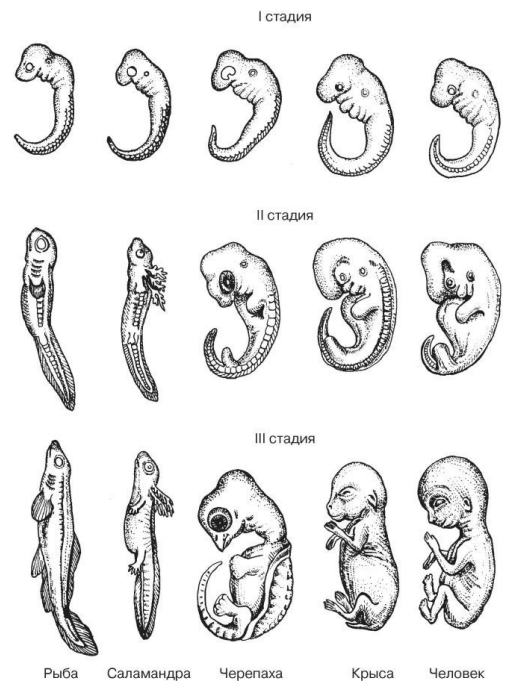 I стадия
II стадия
III стадия
Рыба Саламандра Черепаха Крыса Человек